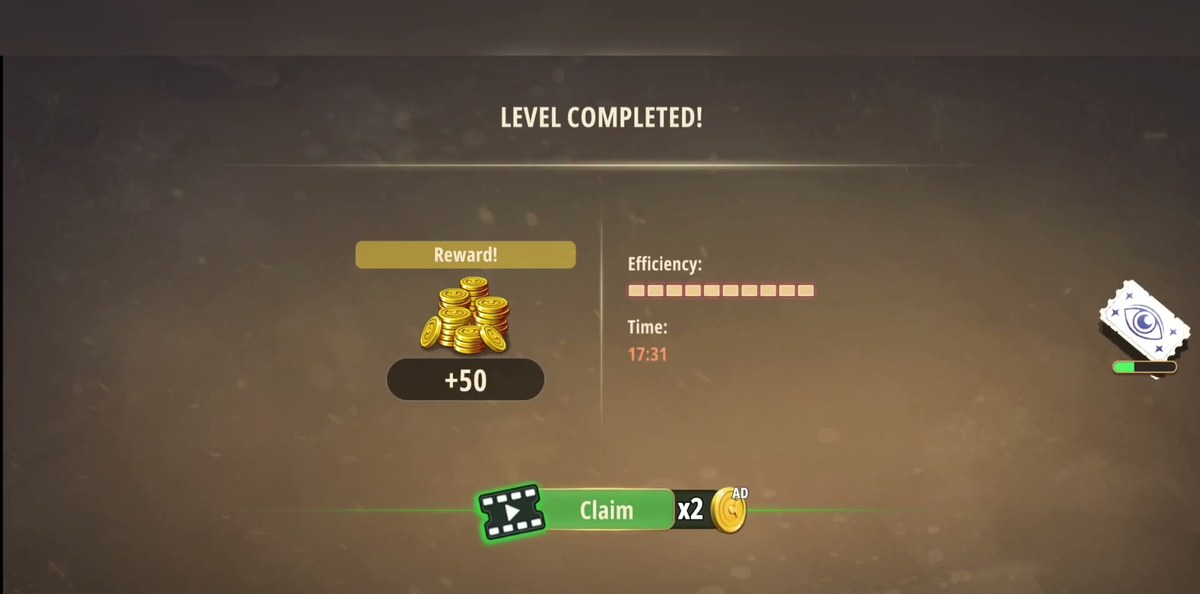 LEVEL COMPLETED!
Reward!
+50
Efficiency:
Time:
17:31
Claim
x2
AD